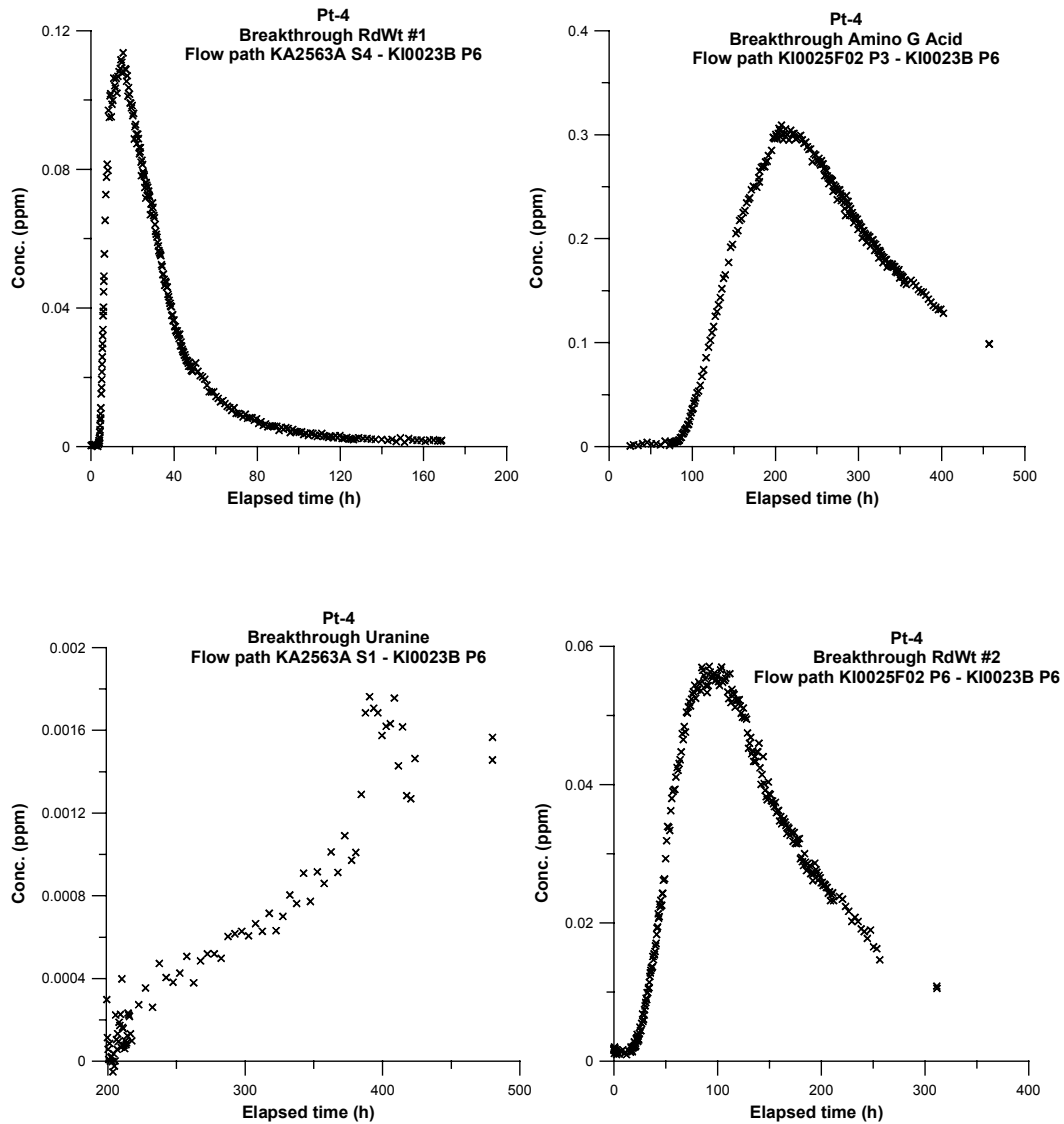 Pt-4
Breakthrough RdWt #1
Flow path KA2563A S4 - KI0023B P6
0.12
0.08
0.04
0
Conc. (ppm)
0 40 80 120 160 200
Elapsed time (h)
Pt-4
Breakthrough Amino G Acid
Flow path KI0025F02 P3 - KI0023B P6
0.4
0.3
0.2
0.1
0
Conc. (ppm)
0 100 200 300 400 500
Elapsed time (h)
Pt-4
Breakthrough Uranine
Flow path KA2563A S1 - KI0023B P6
0.002
0.0016
0.0012
0.0008
0.0004
0
Conc. (ppm)
200 300 400 500
Elapsed time (h)
Pt-4
Breakthrough RdWt #2
Flow path KI0025F02 P6 - KI0023B P6
0.06
0.04
0.02
0
Conc. (ppm)
0 100 200 300 400
Elapsed time (h)